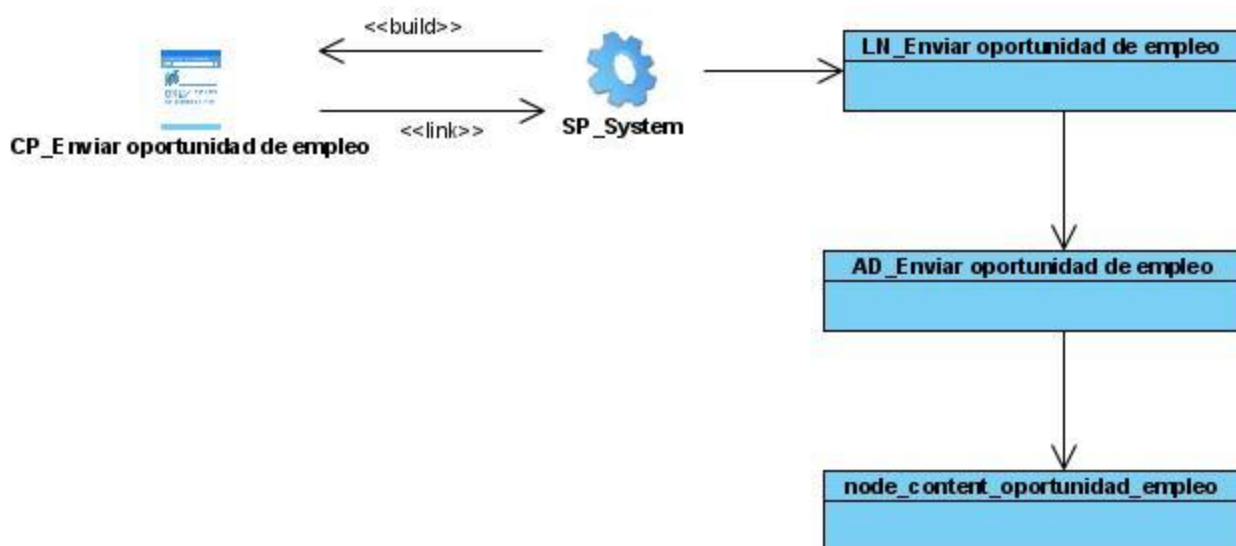 <<build>>
LN_Enviar oportunidad de empleo
<<link>>
SP_System
CP_Enviar oportunidad de empleo
AD_Enviar oportunidad de empleo
node_content_oportunidad_empleo